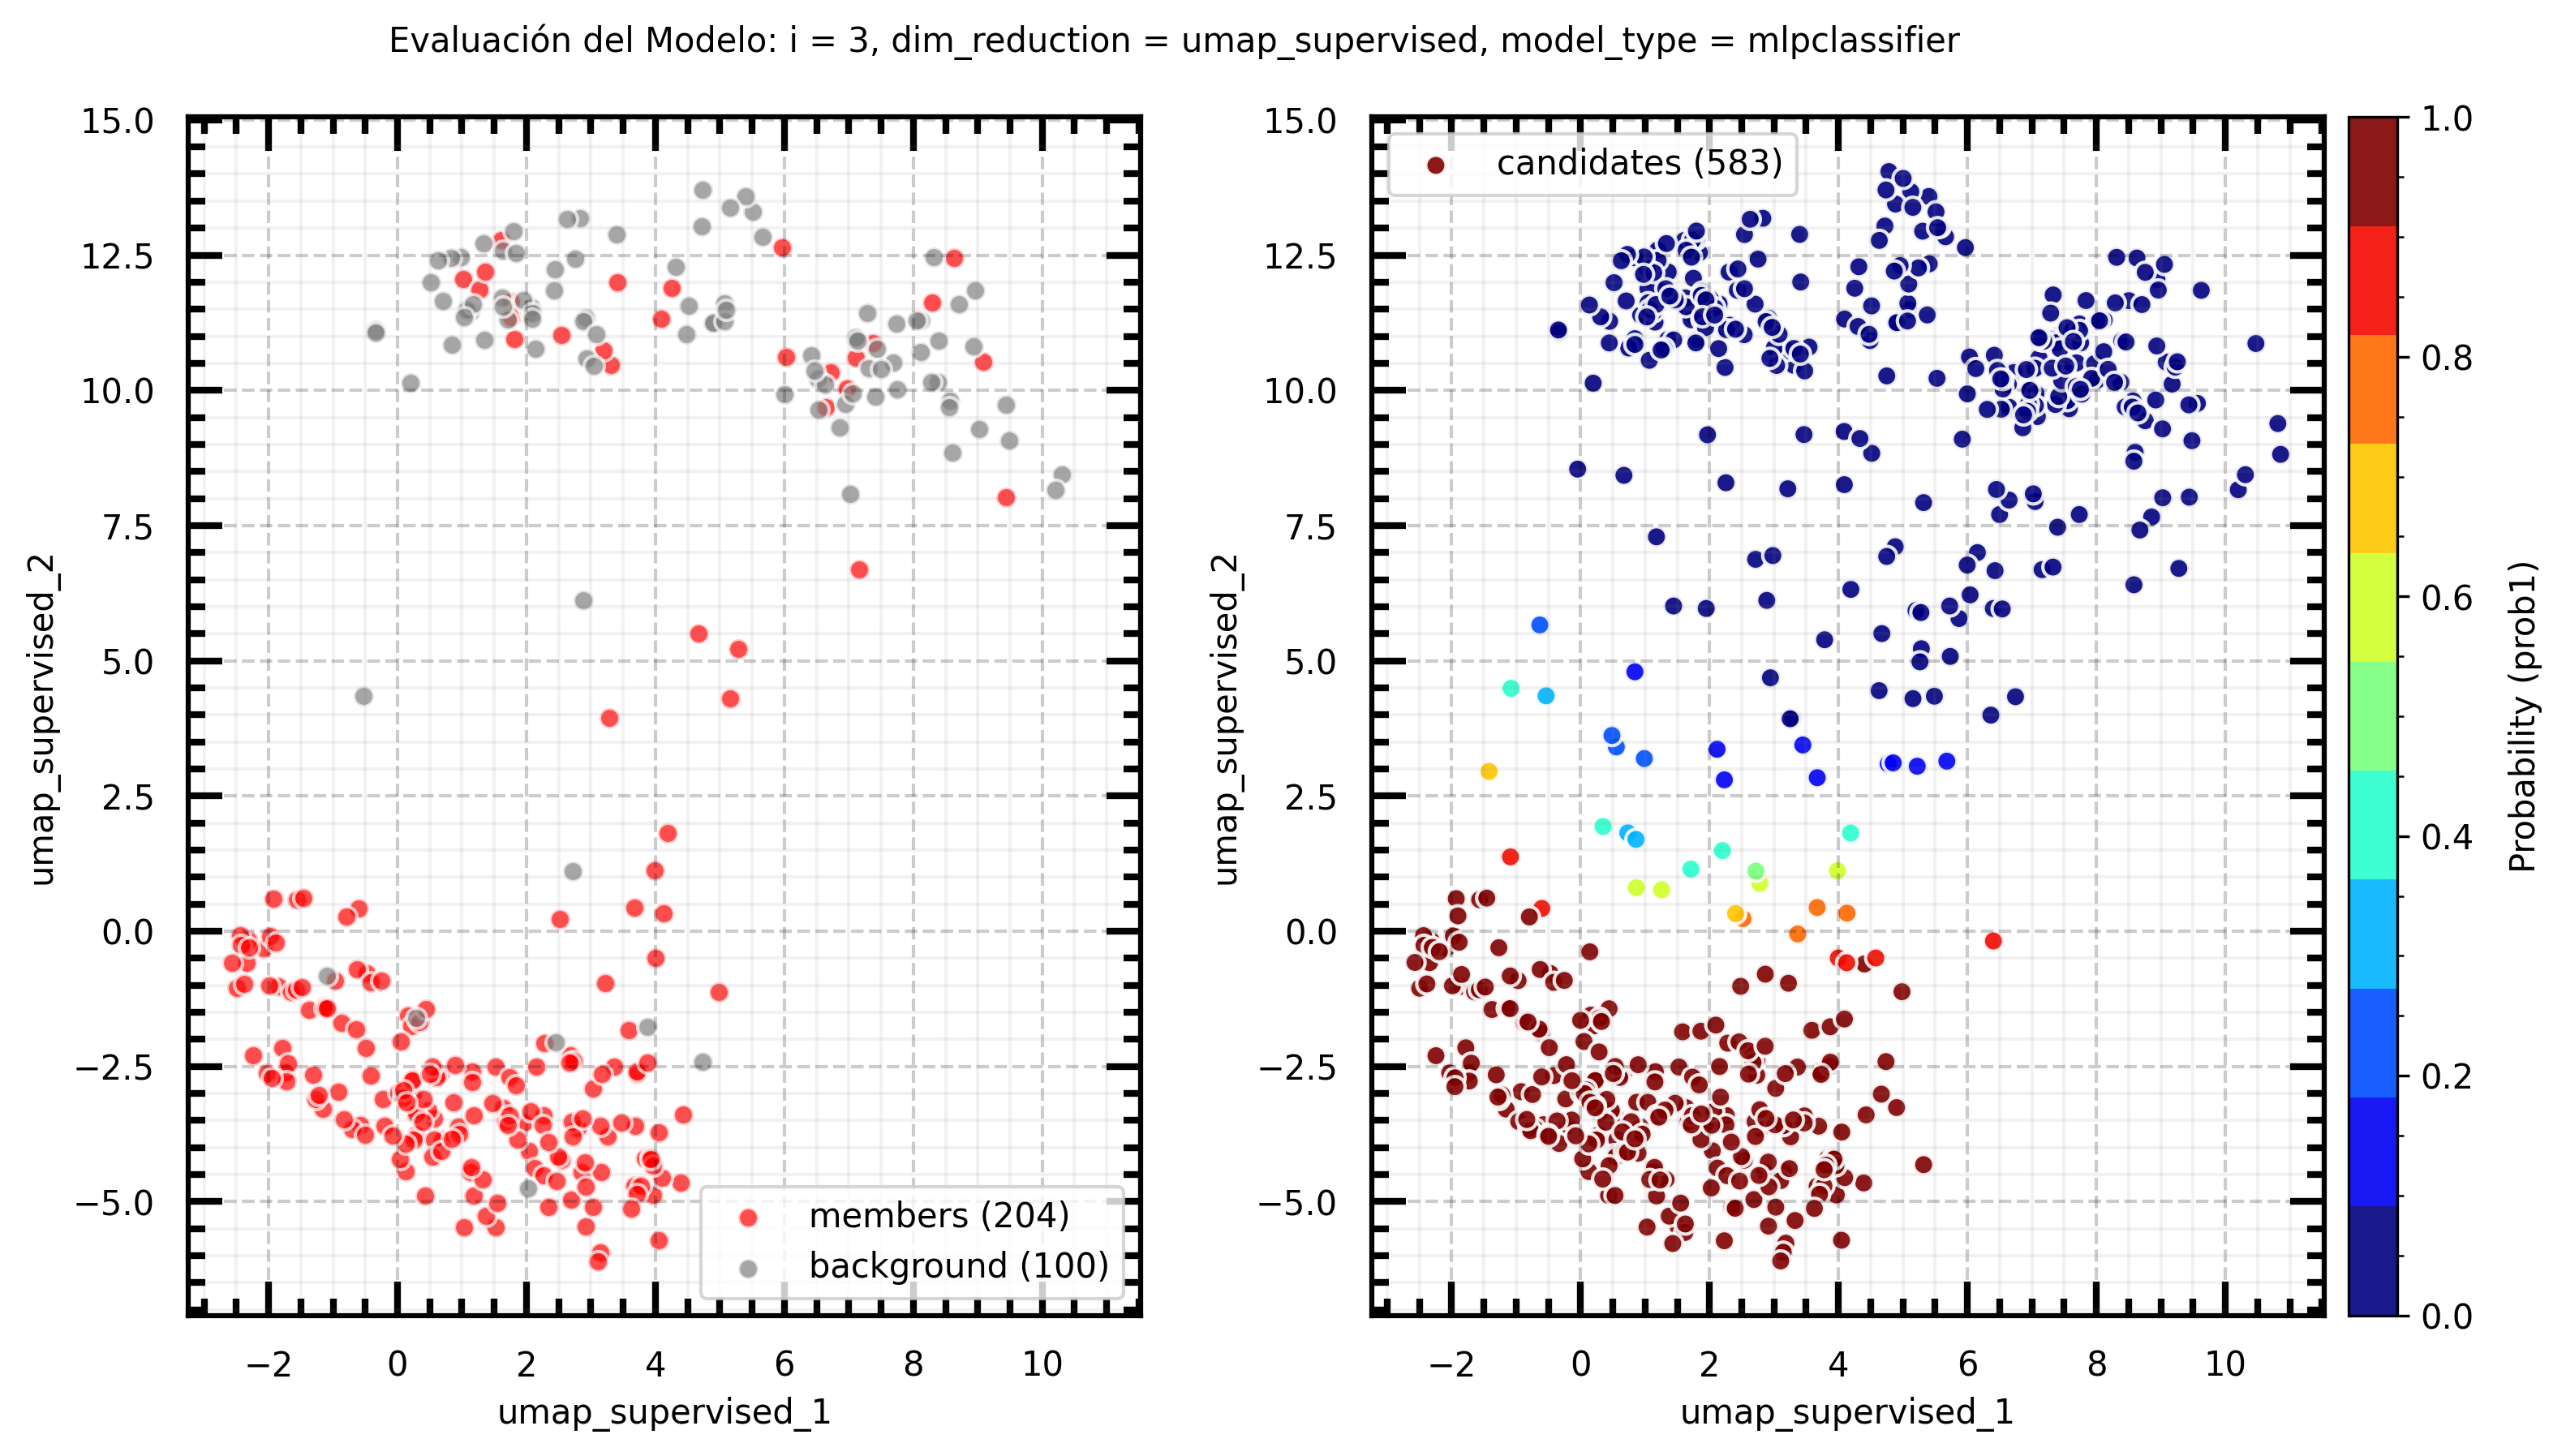 Evaluación del Modelo: i = 3, dim_reduction = umap_supervised, model_type = mlpclassifier
15.0
12.5
10.0
7.5
5.0
2.5
0.0
−2.5
−5.0
umap_supervised_2
members (204)
background (100)
−2 0 2 4 6 8 10
umap_supervised_1
15.0
12.5
10.0
7.5
5.0
2.5
0.0
−2.5
−5.0
umap_supervised_2
candidates (583)
−2 0 2 4 6 8 10
umap_supervised_1
1.0
0.8
0.6
0.4
0.2
0.0
Probability (prob1)